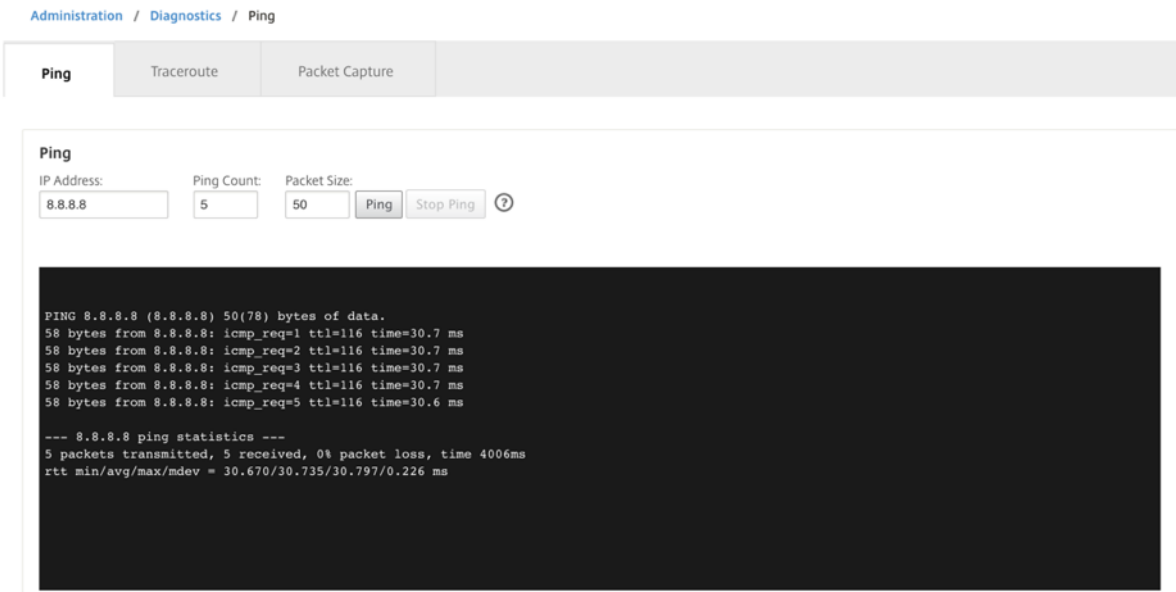 Administration / Diagnostics / Ping
Ping Traceroute Packet Capture
Ping
IP Address: Ping Count: Packet Size:
8.8.8.8 5 50 Ping Stop Ping ?
PING 8.8.8.8 (8.8.8.8) 50(78) bytes of data.
58 bytes from 8.8.8.8: icmp_req=1 ttl=116 time=30.7 ms
58 bytes from 8.8.8.8: icmp_req=2 ttl=116 time=30.7 ms
58 bytes from 8.8.8.8: icmp_req=3 ttl=116 time=30.7 ms
58 bytes from 8.8.8.8: icmp_req=4 ttl=116 time=30.7 ms
58 bytes from 8.8.8.8: icmp_req=5 ttl=116 time=30.6 ms
--- 8.8.8.8 ping statistics ---
5 packets transmitted, 5 received, 0% packet loss, time 4006ms
rtt min/avg/max/mdev = 30.670/30.735/30.797/0.226 ms